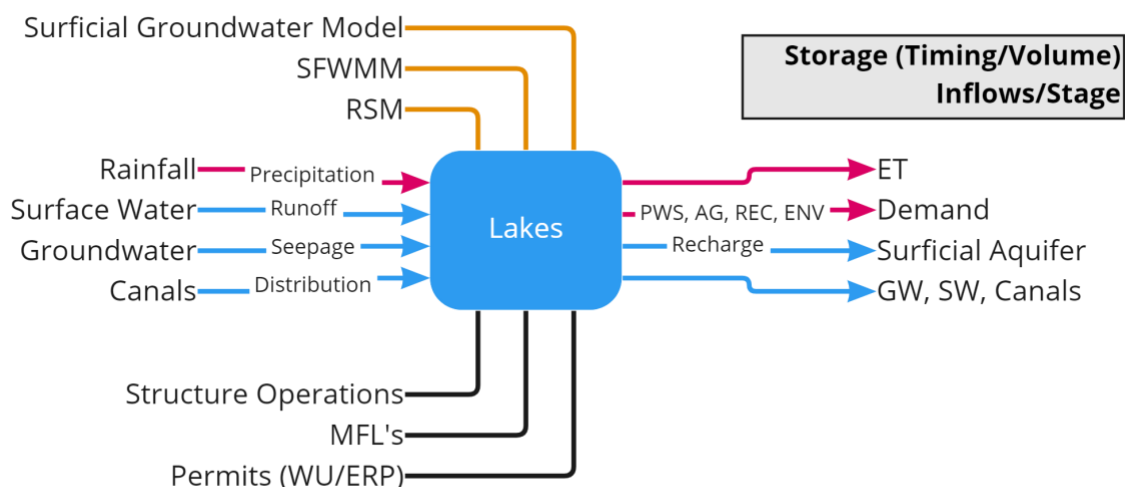 Surficial Groundwater Model
SFWMM
RSM
Storage (Timing/Volume)
Inflows/Stage
Rainfall
Precipitation
Surface Water
Runoff
Groundwater
Seepage
Canals
Distribution
Lakes
ET
PWS, AG, REC, ENV
Demand
Recharge
Surficial Aquifer
GW, SW, Canals
Structure Operations
MFL's
Permits (WU/ERP)